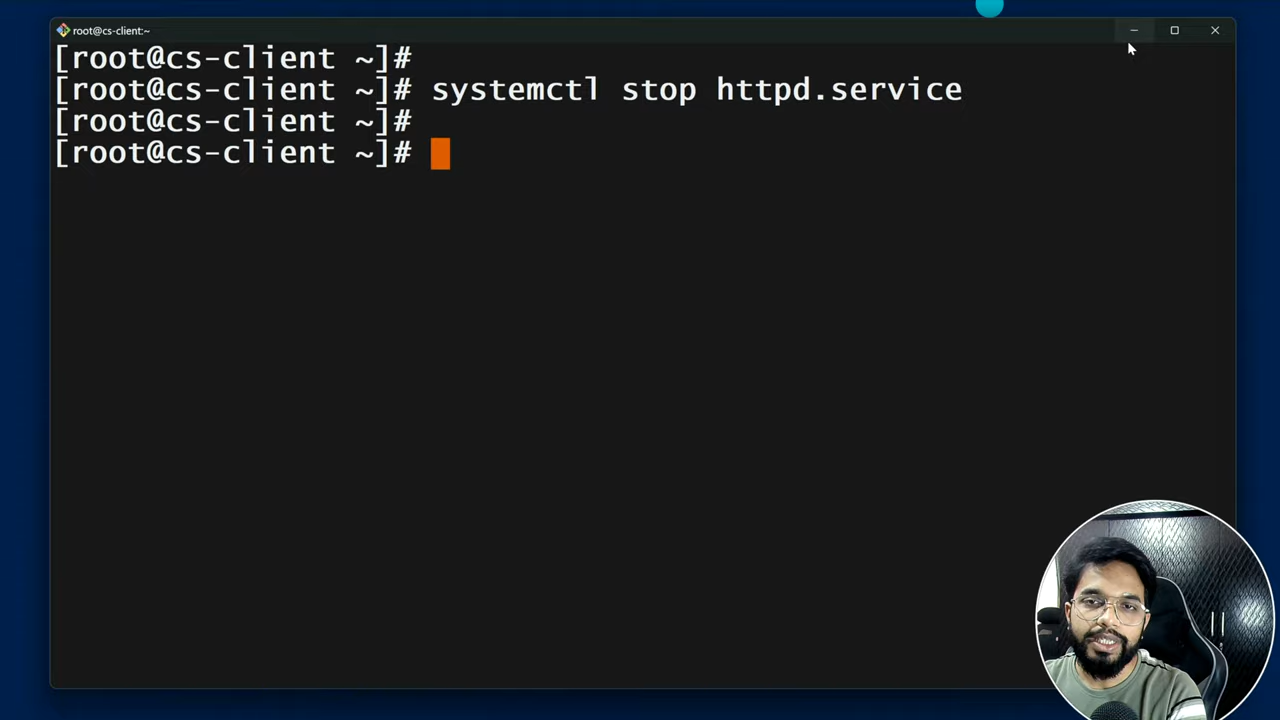 root@cs-client:~
[root@cs-client ~]#
[root@cs-client ~]# systemctl stop httpd.service
[root@cs-client ~]#
[root@cs-client ~]#